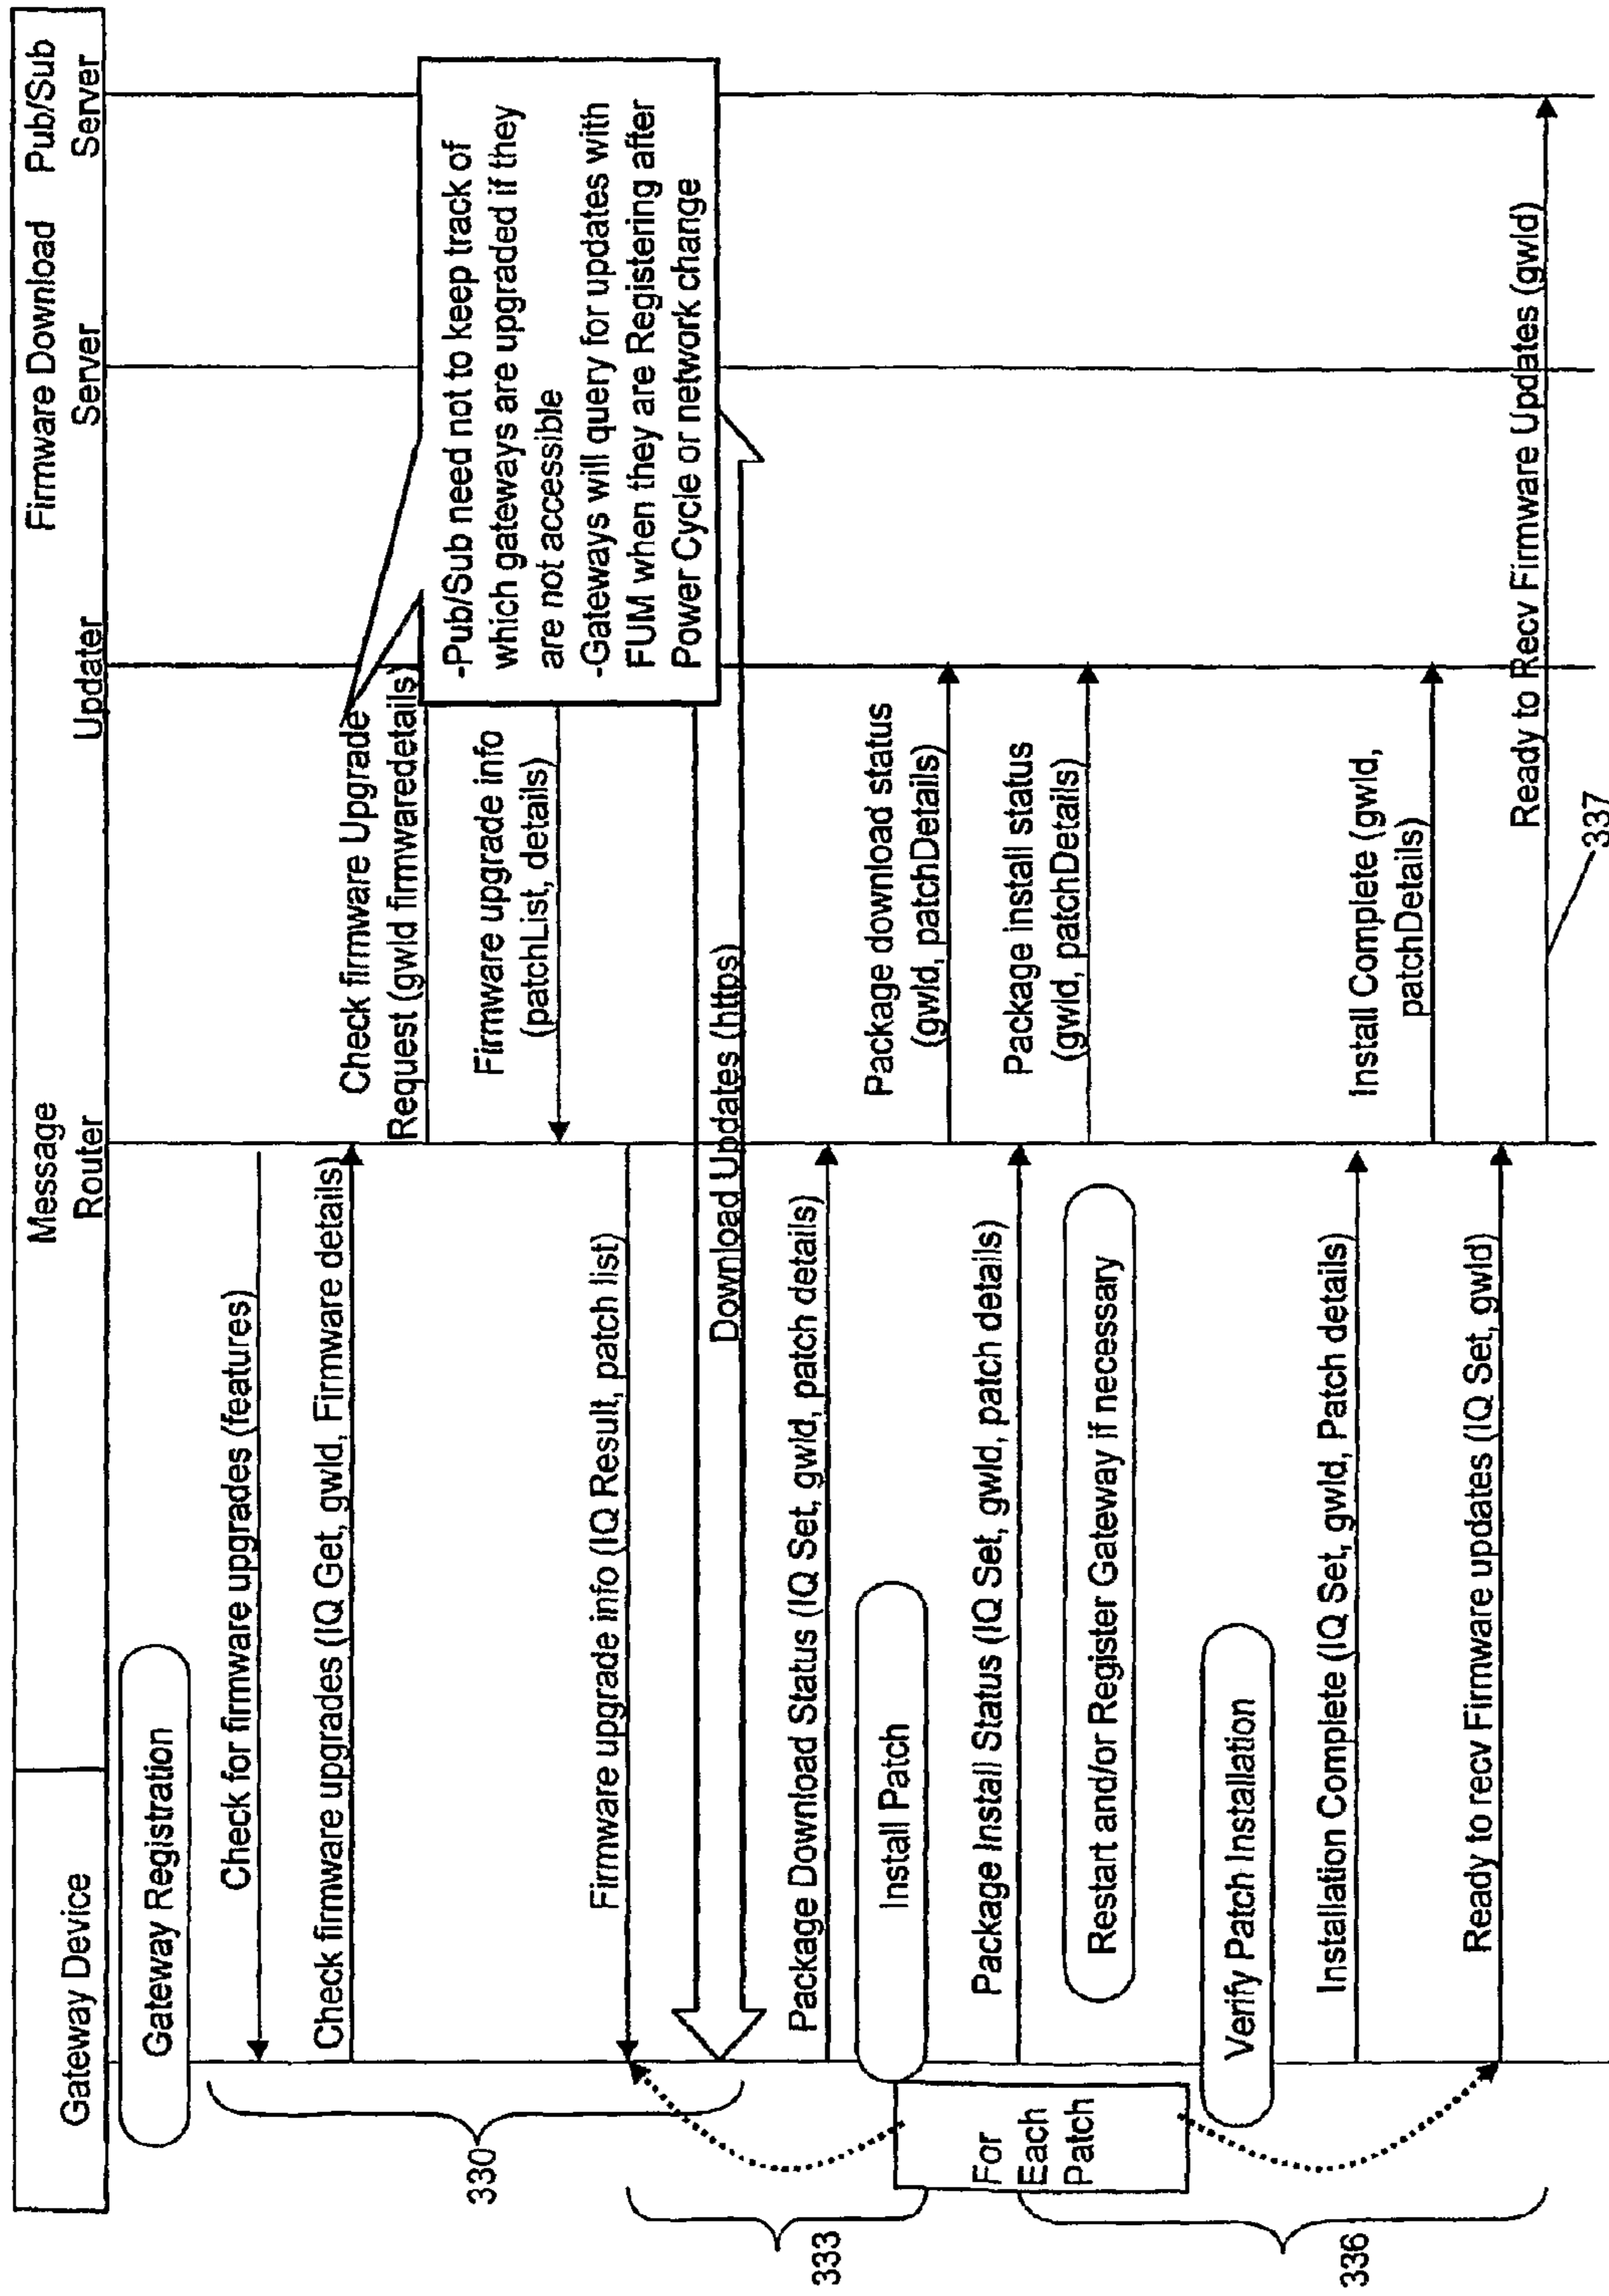 Gateway Device
Message
Router
Updater
Firmware Download
Server
Pub/Sub
Server
Gateway Registration
Check for firmware upgrades (features)
Check firmware upgrades (IQ Get, gwId, Firmware details)
Check firmware Upgrade
Request (gwId firmwaredetails)
-Pub/Sub need not to keep track of
which gateways are upgraded if they
are not accessible
-Gateways will query for updates with
FUM when they are Registering after
Power Cycle or network change
Firmware upgrade info
(patchList, details)
Firmware upgrade info (IQ Result, patch list)
Download Updates (https)
330
Package Download Status (IQ Set, gwId, patch details)
Package download status
(gwId, patchDetails)
Install Patch
333
For
Each
Patch
Package Install Status (IQ Set, gwId, patch details)
Package install status
(gwId, patchDetails)
Restart and/or Register Gateway if necessary
Verify Patch Installation
Installation Complete (IQ Set, gwId, Patch details)
Install Complete (gwId,
patchDetails)
Ready to recv Firmware updates (IQ Set, gwId)
Ready to Recv Firmware Updates (gwId)
336
337